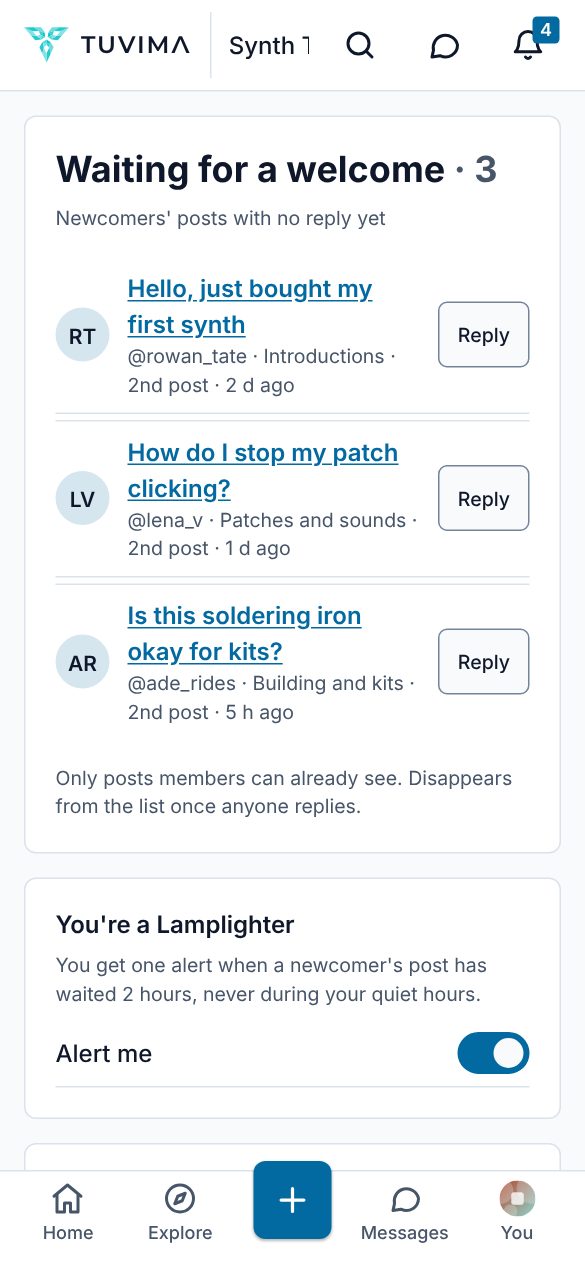 TUVIMA
Synth
4
Waiting for a welcome · 3
Newcomers' posts with no reply yet
RT
Hello, just bought my
first synth
@rowan_tate · Introductions ·
2nd post · 2 d ago
Reply
LV
How do I stop my patch
clicking?
@lena_v · Patches and sounds ·
2nd post · 1 d ago
Reply
AR
Is this soldering iron
okay for kits?
@ade_rides · Building and kits ·
2nd post · 5 h ago
Reply
Only posts members can already see. Disappears
from the list once anyone replies.
You're a Lamplighter
You get one alert when a newcomer's post has
waited 2 hours, never during your quiet hours.
Alert me
Home
Explore
Messages
You